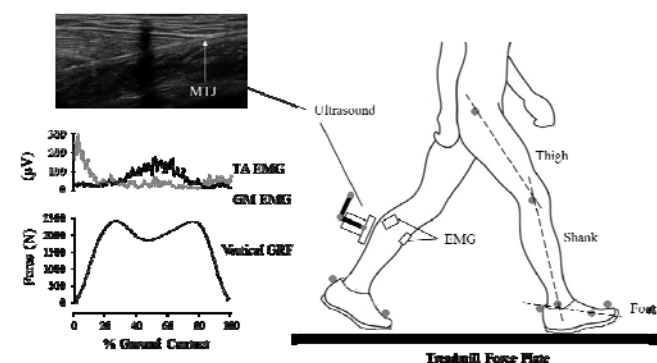 MTJ
Ultrasound
300
200
100
0
(µV)
TA EMG
GM EMG
Thigh
EMG
Shank
2500
2000
1500
1000
500
0
Force (N)
Vertical GRF
Foot
0 20 40 60 80 100
% Ground Contact
Treadmill Force Plate